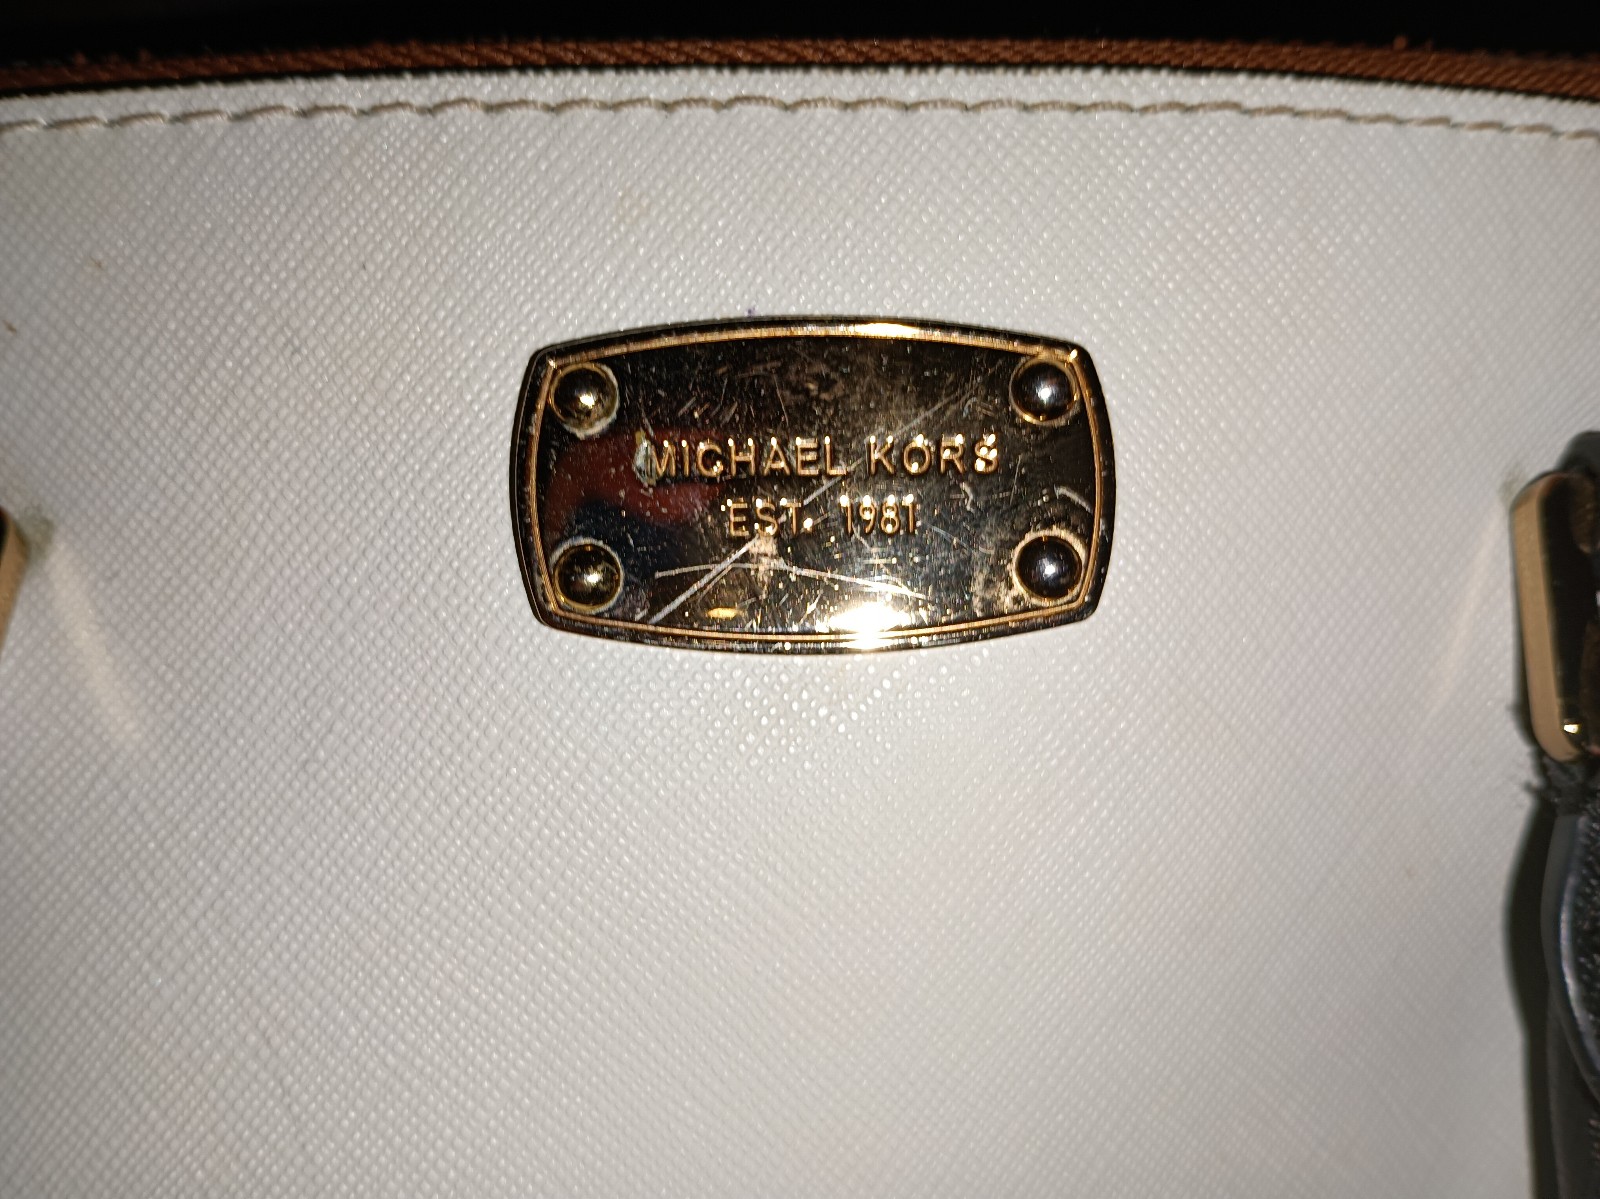 MICHAEL KORS
EST. 1981